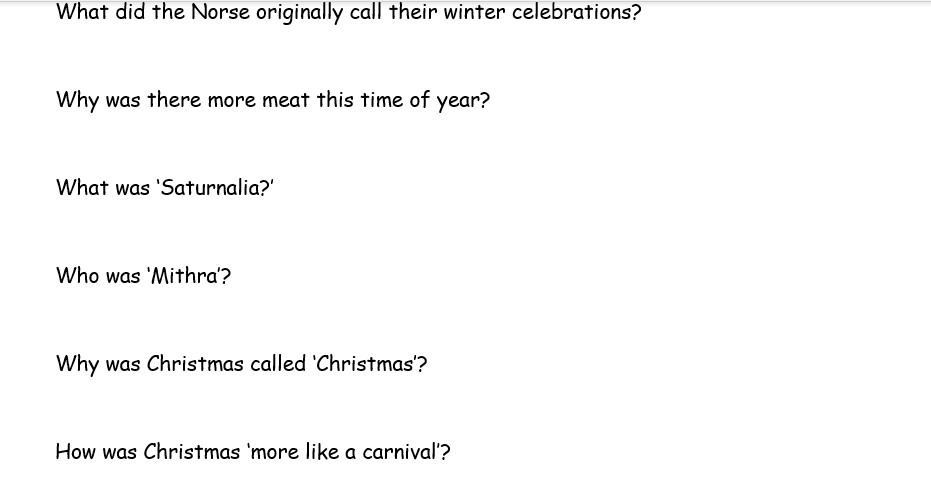 What did the Norse originally call their winter celebrations?
Why was there more meat this time of year?
What was ‘Saturnalia?’
Who was ‘Mithra’?
Why was Christmas called ‘Christmas’?
How was Christmas ‘more like a carnival’?